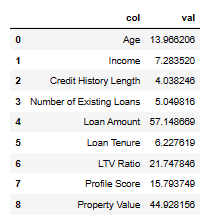 col val
0 Age 13.966206
1 Income 7.283520
2 Credit History Length 4.038246
3 Number of Existing Loans 5.049816
4 Loan Amount 57.148669
5 Loan Tenure 6.227619
6 LTV Ratio 21.747846
7 Profile Score 15.793749
8 Property Value 44.928156